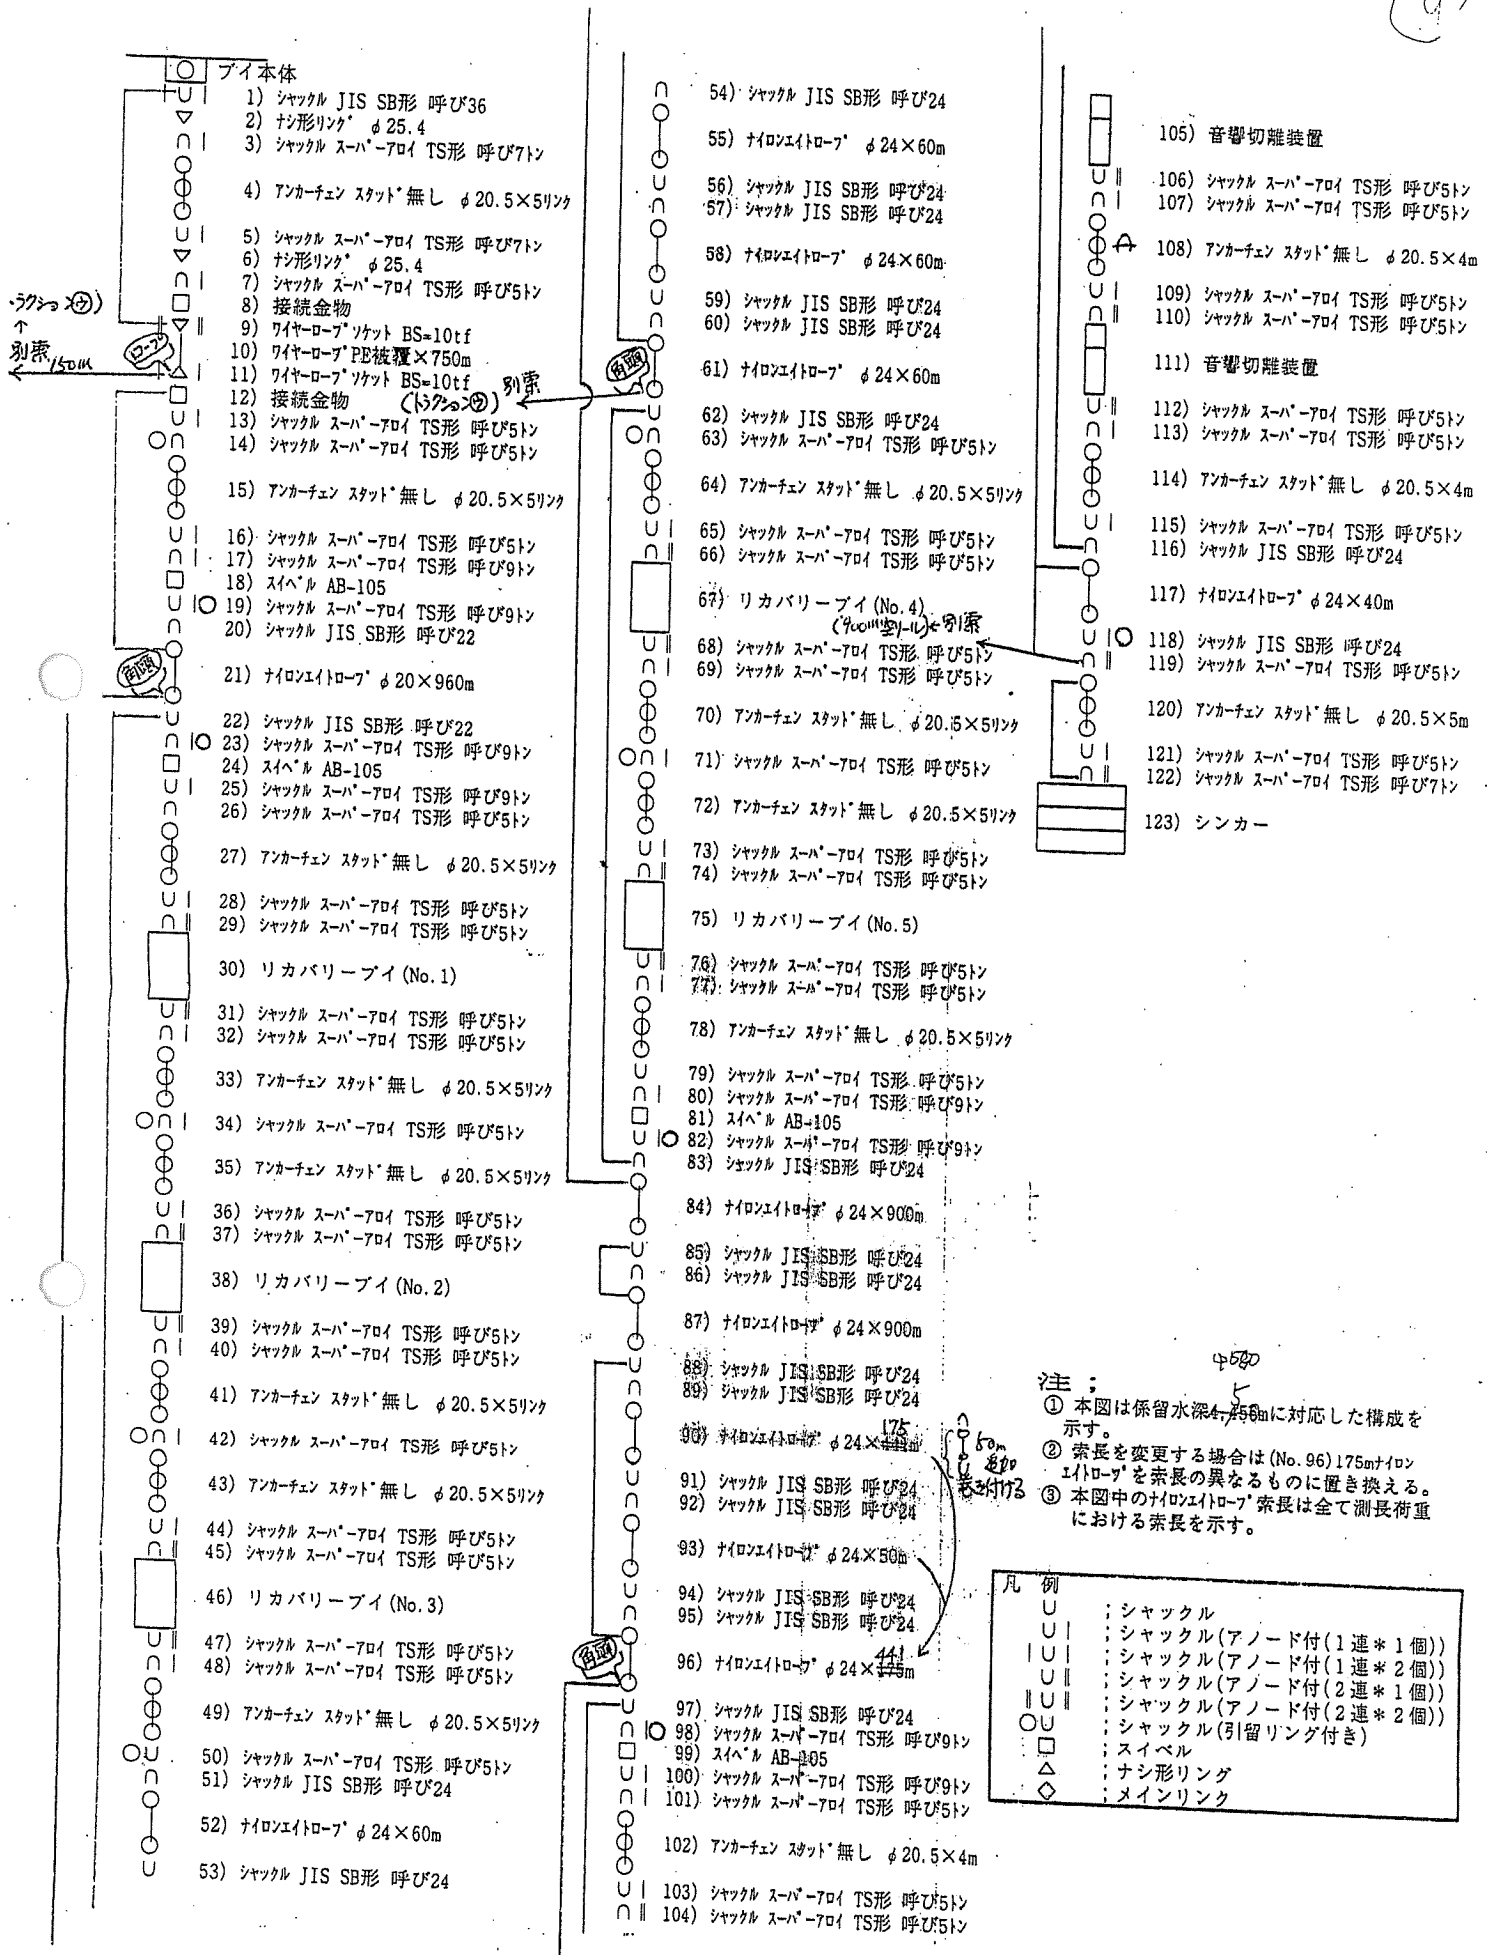 ブイ本体
1) シャックル JIS SB形 呼び36
2) ナシ形リング φ25.4
3) シャックル スーパーアロイ TS形 呼び7トン
4) アンカーチェン スタッド無し φ20.5×5リンク
5) シャックル スーパーアロイ TS形 呼び7トン
6) ナシ形リング φ25.4
7) シャックル スーパーアロイ TS形 呼び5トン
8) 接続金物
9) ワイヤーロープソケット BS=10tf
10) ワイヤーロープPE被覆×750m
11) ワイヤーロープソケット BS=10tf
12) 接続金物
13) シャックル スーパーアロイ TS形 呼び5トン
14) シャックル スーパーアロイ TS形 呼び5トン
15) アンカーチェン スタッド無し φ20.5×5リンク
16) シャックル スーパーアロイ TS形 呼び5トン
17) シャックル スーパーアロイ TS形 呼び9トン
18) スイベル AB-105
19) シャックル スーパーアロイ TS形 呼び9トン
20) シャックル JIS SB形 呼び22
21) ナイロンエイトロープ φ20×960m
22) シャックル JIS SB形 呼び22
23) シャックル スーパーアロイ TS形 呼び9トン
24) スイベル AB-105
25) シャックル スーパーアロイ TS形 呼び9トン
26) シャックル スーパーアロイ TS形 呼び5トン
27) アンカーチェン スタッド無し φ20.5×5リンク
28) シャックル スーパーアロイ TS形 呼び5トン
29) シャックル スーパーアロイ TS形 呼び5トン
30) リカバリーブイ(No.1)
31) シャックル スーパーアロイ TS形 呼び5トン
32) シャックル スーパーアロイ TS形 呼び5トン
33) アンカーチェン スタッド無し φ20.5×5リンク
34) シャックル スーパーアロイ TS形 呼び5トン
35) アンカーチェン スタッド無し φ20.5×5リンク
36) シャックル スーパーアロイ TS形 呼び5トン
37) シャックル スーパーアロイ TS形 呼び5トン
38) リカバリーブイ(No.2)
39) シャックル スーパーアロイ TS形 呼び5トン
40) シャックル スーパーアロイ TS形 呼び5トン
41) アンカーチェン スタッド無し φ20.5×5リンク
42) シャックル スーパーアロイ TS形 呼び5トン
43) アンカーチェン スタッド無し φ20.5×5リンク
44) シャックル スーパーアロイ TS形 呼び5トン
45) シャックル スーパーアロイ TS形 呼び5トン
46) リカバリーブイ(No.3)
47) シャックル スーパーアロイ TS形 呼び5トン
48) シャックル スーパーアロイ TS形 呼び5トン
49) アンカーチェン スタッド無し φ20.5×5リンク
50) シャックル スーパーアロイ TS形 呼び5トン
51) シャックル JIS SB形 呼び24
52) ナイロンエイトロープ φ24×60m
53) シャックル JIS SB形 呼び24
ラクション㋒)
別索
150m
ロープ
(トラクション㋒)
別索
角頭
54) シャックル JIS SB形 呼び24
55) ナイロンエイトロープ φ24×60m
56) シャックル JIS SB形 呼び24
57) シャックル JIS SB形 呼び24
58) ナイロンエイトロープ φ24×60m
59) シャックル JIS SB形 呼び24
60) シャックル JIS SB形 呼び24
角頭
61) ナイロンエイトロープ φ24×60m
62) シャックル JIS SB形 呼び24
63) シャックル スーパーアロイ TS形 呼び5トン
64) アンカーチェン スタッド無し φ20.5×5リンク
65) シャックル スーパーアロイ TS形 呼び5トン
66) シャックル スーパーアロイ TS形 呼び5トン
67) リカバリーブイ(No.4)
(900m空リール)←別索
68) シャックル スーパーアロイ TS形 呼び5トン
69) シャックル スーパーアロイ TS形 呼び5トン
70) アンカーチェン スタッド無し φ20.5×5リンク
71) シャックル スーパーアロイ TS形 呼び5トン
72) アンカーチェン スタッド無し φ20.5×5リンク
73) シャックル スーパーアロイ TS形 呼び5トン
74) シャックル スーパーアロイ TS形 呼び5トン
75) リカバリーブイ(No.5)
76) シャックル スーパーアロイ TS形 呼び5トン
77) シャックル スーパーアロイ TS形 呼び5トン
78) アンカーチェン スタッド無し φ20.5×5リンク
79) シャックル スーパーアロイ TS形 呼び5トン
80) シャックル スーパーアロイ TS形 呼び9トン
81) スイベル AB-105
82) シャックル スーパーアロイ TS形 呼び9トン
83) シャックル JIS SB形 呼び24
84) ナイロンエイトロープ φ24×900m
85) シャックル JIS SB形 呼び24
86) シャックル JIS SB形 呼び24
87) ナイロンエイトロープ φ24×900m
88) シャックル JIS SB形 呼び24
89) シャックル JIS SB形 呼び24
175
90) ナイロンエイトロープ φ24×441m
50m
追加
巻き付ける
91) シャックル JIS SB形 呼び24
92) シャックル JIS SB形 呼び24
93) ナイロンエイトロープ φ24×50m
94) シャックル JIS SB形 呼び24
95) シャックル JIS SB形 呼び24
角頭
441
96) ナイロンエイトロープ φ24×175m
97) シャックル JIS SB形 呼び24
98) シャックル スーパーアロイ TS形 呼び9トン
99) スイベル AB-105
100) シャックル スーパーアロイ TS形 呼び9トン
101) シャックル スーパーアロイ TS形 呼び5トン
102) アンカーチェン スタッド無し φ20.5×4m
103) シャックル スーパーアロイ TS形 呼び5トン
104) シャックル スーパーアロイ TS形 呼び5トン
105) 音響切離装置
106) シャックル スーパーアロイ TS形 呼び5トン
107) シャックル スーパーアロイ TS形 呼び5トン
108) アンカーチェン スタッド無し φ20.5×4m
109) シャックル スーパーアロイ TS形 呼び5トン
110) シャックル スーパーアロイ TS形 呼び5トン
111) 音響切離装置
112) シャックル スーパーアロイ TS形 呼び5トン
113) シャックル スーパーアロイ TS形 呼び5トン
114) アンカーチェン スタッド無し φ20.5×4m
115) シャックル スーパーアロイ TS形 呼び5トン
116) シャックル JIS SB形 呼び24
117) ナイロンエイトロープ φ24×40m
118) シャックル JIS SB形 呼び24
119) シャックル スーパーアロイ TS形 呼び5トン
120) アンカーチェン スタッド無し φ20.5×5m
121) シャックル スーパーアロイ TS形 呼び5トン
122) シャックル スーパーアロイ TS形 呼び7トン
123) シンカー
注；
① 本図は係留水深mに対応した構成を
示す。
② 索長を変更する場合は(No.96)175mナイロン
エイトロープを索長の異なるものに置き換える。
③ 本図中のナイロンエイトロープ索長は全て測長荷重
における索長を示す。
凡 例
；シャックル
；シャックル(アノード付(1連＊1個))
；シャックル(アノード付(1連＊2個))
；シャックル(アノード付(2連＊1個))
；シャックル(アノード付(2連＊2個))
；シャックル(引留リング付き)
；スイベル
；ナシ形リング
；メインリンク